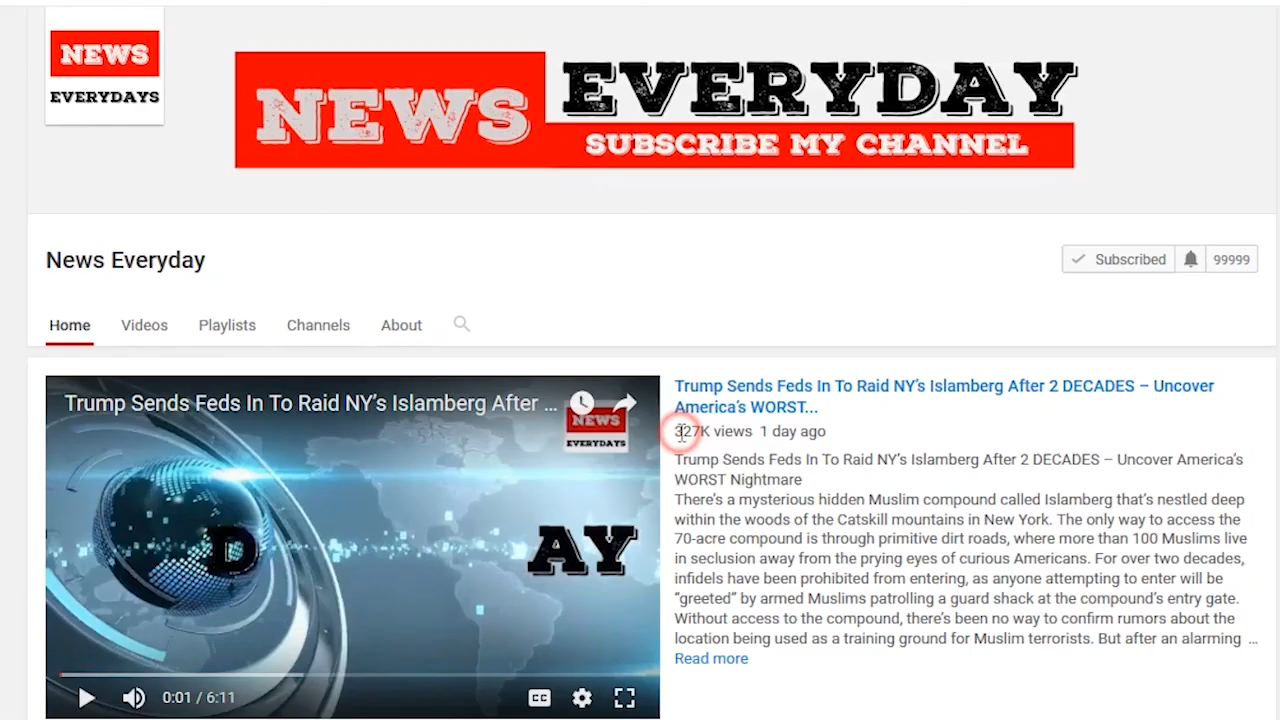 NEWS
EVERYDAYS
NEWS
EVERYDAY
SUBSCRIBE MY CHANNEL
News Everyday
Subscribed
99999
Home
Videos
Playlists
Channels
About
Trump Sends Feds In To Raid NY’s Islamberg After ...
NEWS
EVERYDAYS
D
AY
0:01 / 6:11
CC
Trump Sends Feds In To Raid NY’s Islamberg After 2 DECADES – Uncover
America’s WORST...
327K views 1 day ago
Trump Sends Feds In To Raid NY’s Islamberg After 2 DECADES – Uncover America’s
WORST Nightmare
There’s a mysterious hidden Muslim compound called Islamberg that’s nestled deep
within the woods of the Catskill mountains in New York. The only way to access the
70-acre compound is through primitive dirt roads, where more than 100 Muslims live
in seclusion away from the prying eyes of curious Americans. For over two decades,
infidels have been prohibited from entering, as anyone attempting to enter will be
“greeted” by armed Muslims patrolling a guard shack at the compound’s entry gate.
Without access to the compound, there’s been no way to confirm rumors about the
location being used as a training ground for Muslim terrorists. But after an alarming ...
Read more